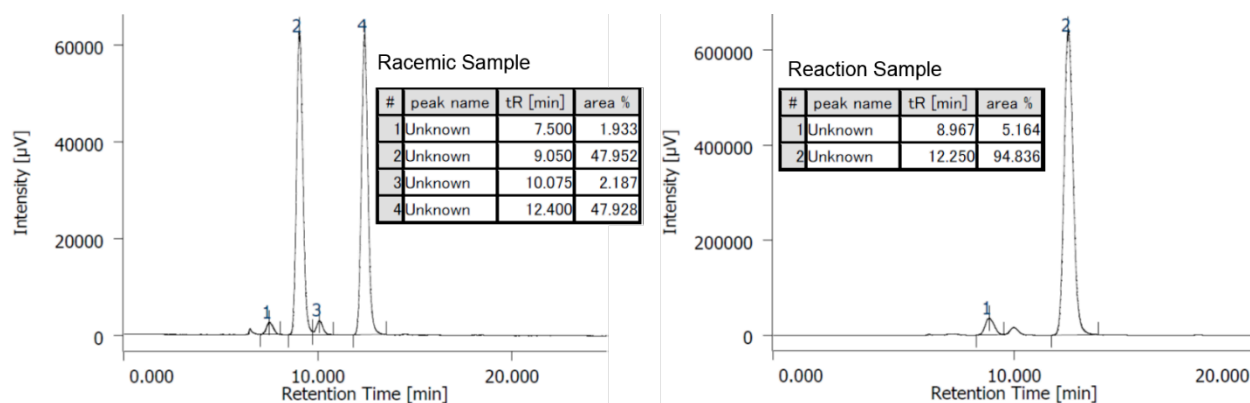 2
4
60000
40000
20000
0
Intensity [µV]
Racemic Sample
# peak name tR [min] area %
1 Unknown 7.500 1.933
2 Unknown 9.050 47.952
3 Unknown 10.075 2.187
4 Unknown 12.400 47.928
1
3
0.000 10.000 20.000
Retention Time [min]
2
600000
400000
200000
0
Intensity [µV]
Reaction Sample
# peak name tR [min] area %
1 Unknown 8.967 5.164
2 Unknown 12.250 94.836
1
0.000 10.000 20.000
Retention Time [min]